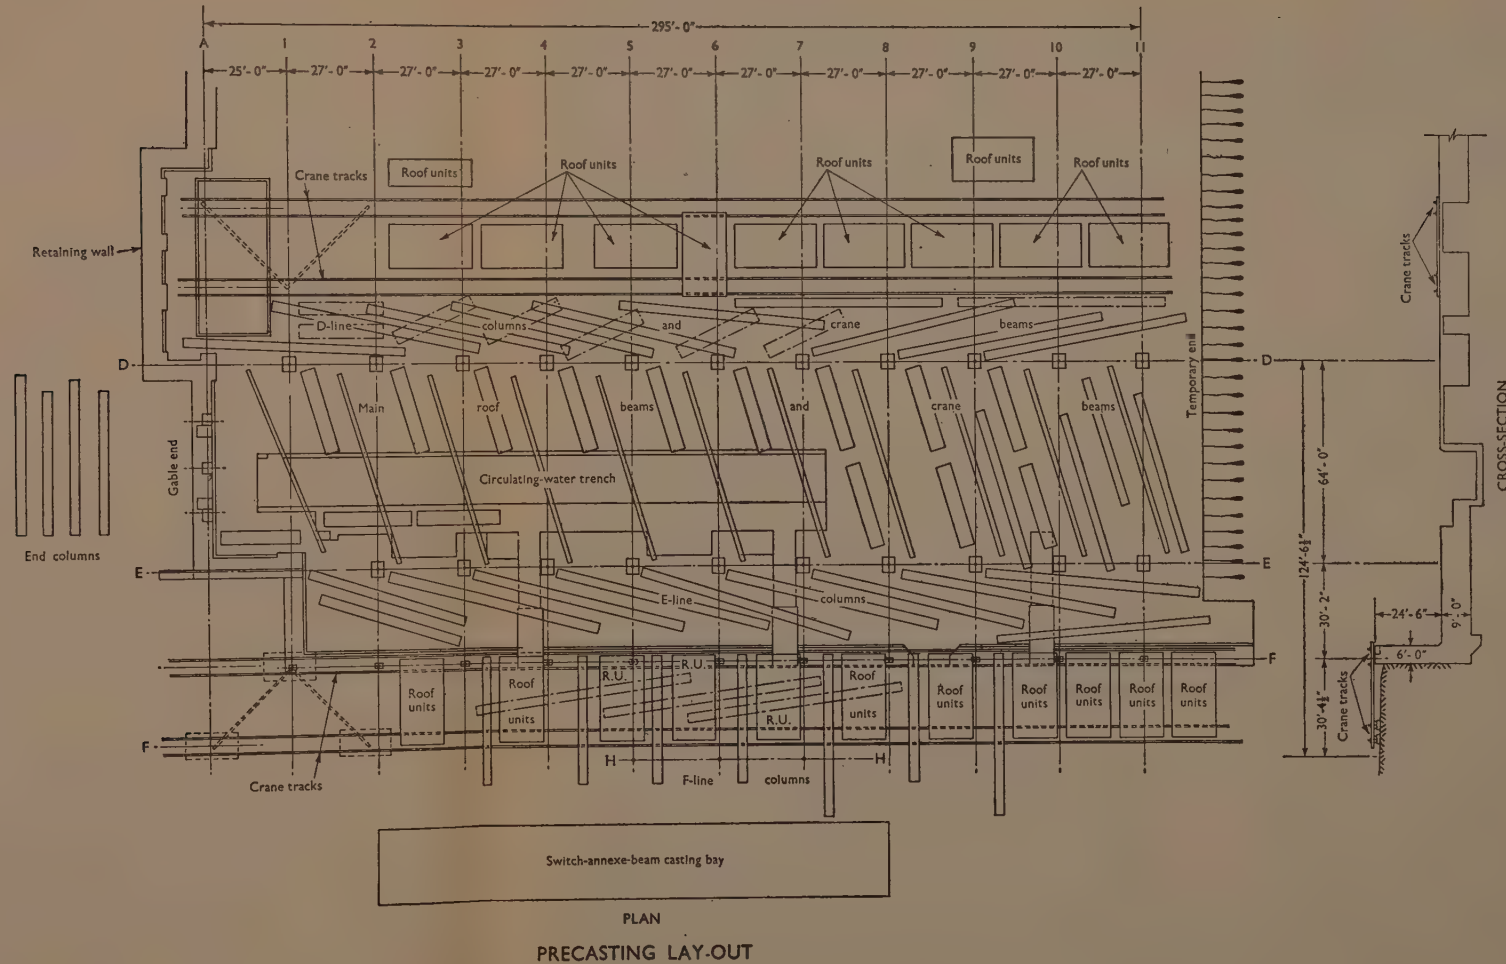 295'-0"
A 1 2 3 4 5 6 7 8 9 10 11
25'-0" 27'-0" 27'-0" 27'-0" 27'-0" 27'-0" 27'-0" 27'-0" 27'-0" 27'-0" 27'-0"
Roof units
Roof units
Roof units
Roof units
Roof units
Crane tracks
Retaining wall
Crane tracks
D-line columns and crane beams
D
D
Temporary end
Main roof beams and crane beams
Gable end
Circulating-water trench
End columns
64'-0"
124'-6½"
CROSS-SECTION
E
E
E-line columns
30'-2"
24'-6"
9'-0"
6'-0"
F
R.U.
R.U.
Roof units
Roof units
Roof units
Roof units
Roof units
Roof units
Roof units
Roof units
R.U.
30'-4½"
Crane tracks
F
H
H
Crane tracks
F-line columns
Switch-annexe-beam casting bay
PLAN
PRECASTING LAY-OUT